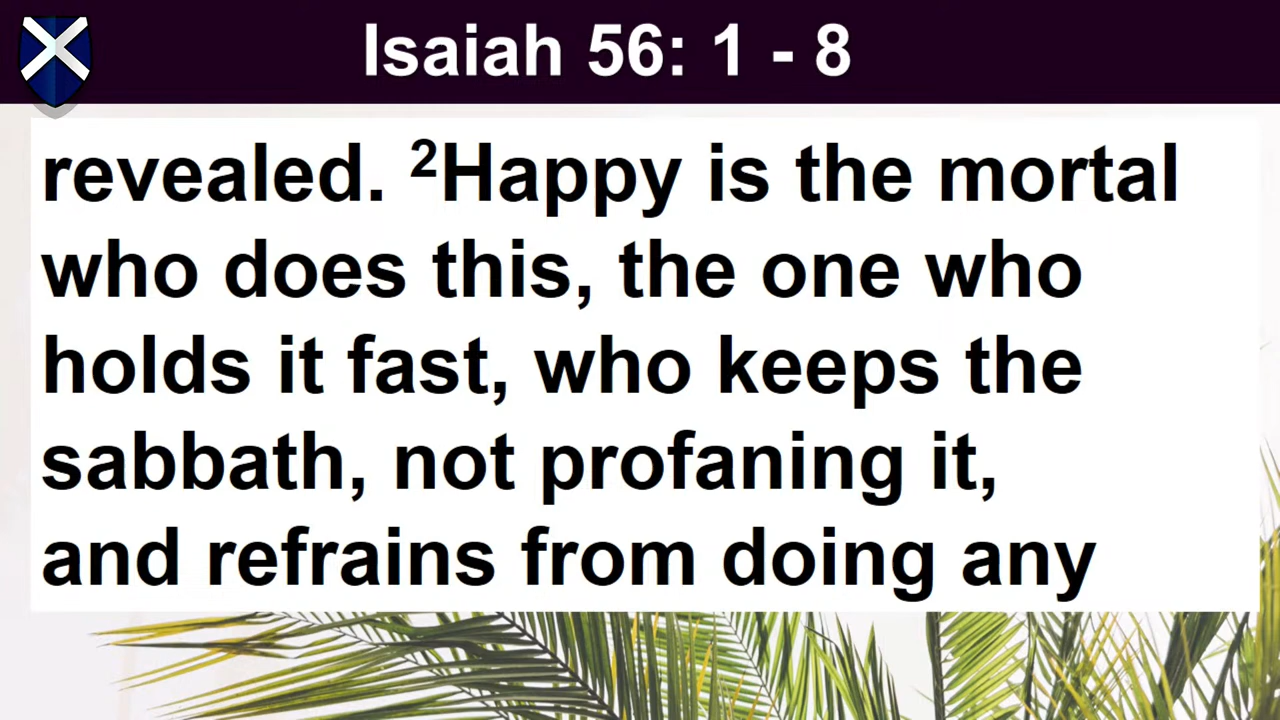 Isaiah 56: 1 - 8
revealed. ²Happy is the mortal
who does this, the one who
holds it fast, who keeps the
sabbath, not profaning it,
and refrains from doing any